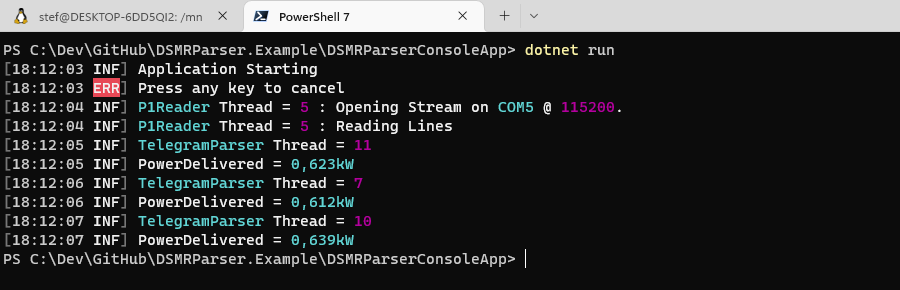 stef@DESKTOP-6DD5QI2: /mn
PowerShell 7
PS C:\Dev\GitHub\DSMRParser.Example\DSMRParserConsoleApp> dotnet run
[18:12:03 INF] Application Starting
[18:12:03 ERR] Press any key to cancel
[18:12:04 INF] P1Reader Thread = 5 : Opening Stream on COM5 @ 115200.
[18:12:04 INF] P1Reader Thread = 5 : Reading Lines
[18:12:05 INF] TelegramParser Thread = 11
[18:12:05 INF] PowerDelivered = 0,623kW
[18:12:06 INF] TelegramParser Thread = 7
[18:12:06 INF] PowerDelivered = 0,612kW
[18:12:07 INF] TelegramParser Thread = 10
[18:12:07 INF] PowerDelivered = 0,639kW
PS C:\Dev\GitHub\DSMRParser.Example\DSMRParserConsoleApp>